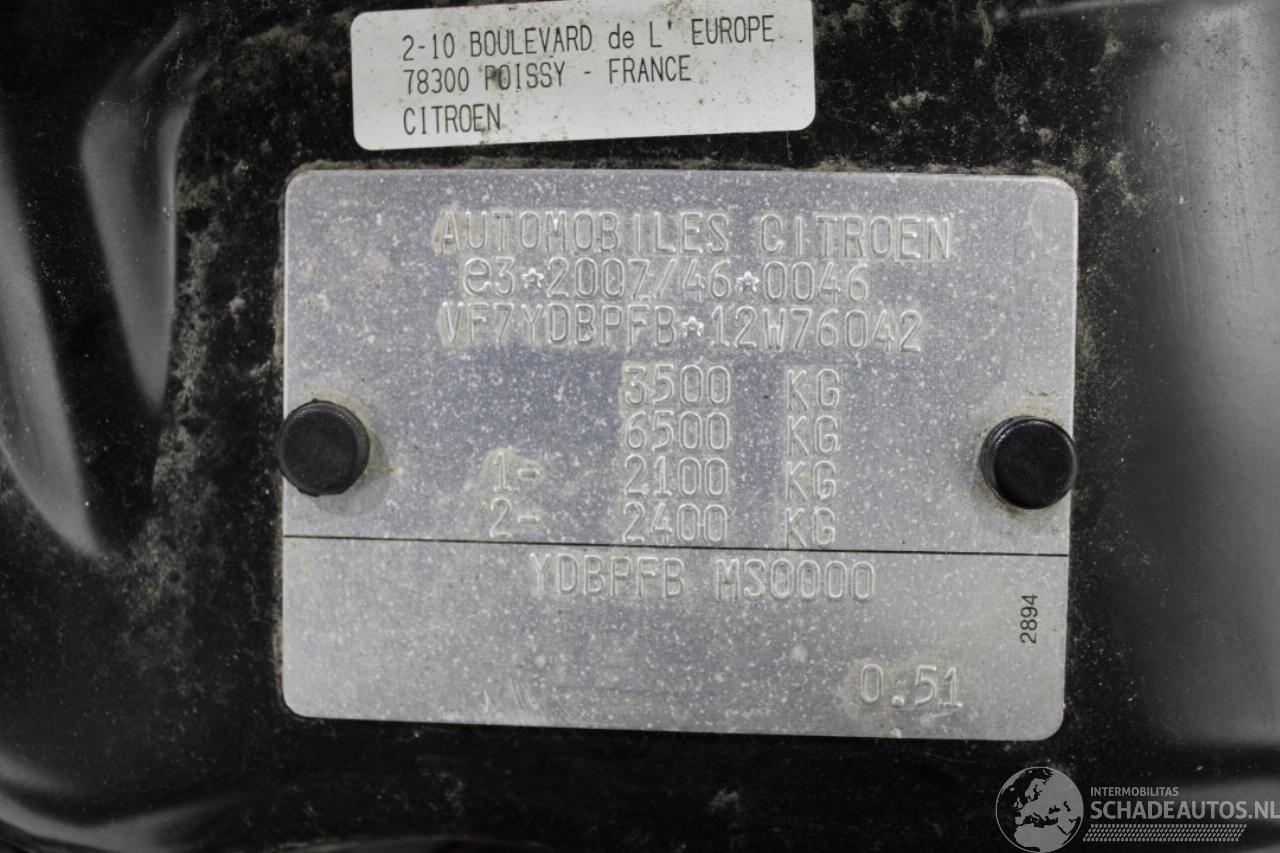 2-10 BOULEVARD de L' EUROPE
78300 POISSY - FRANCE
CITROEN
AUTOMOBILES CITROEN
e3*2007/46*0046
VF7YDBPFB*12W76042
3500 KG
6500 KG
1- 2100 KG
2- 2400 KG
YDBPFB MS0000
2894
0.51
INTERMOBILITAS
SCHADEAUTOS.NL